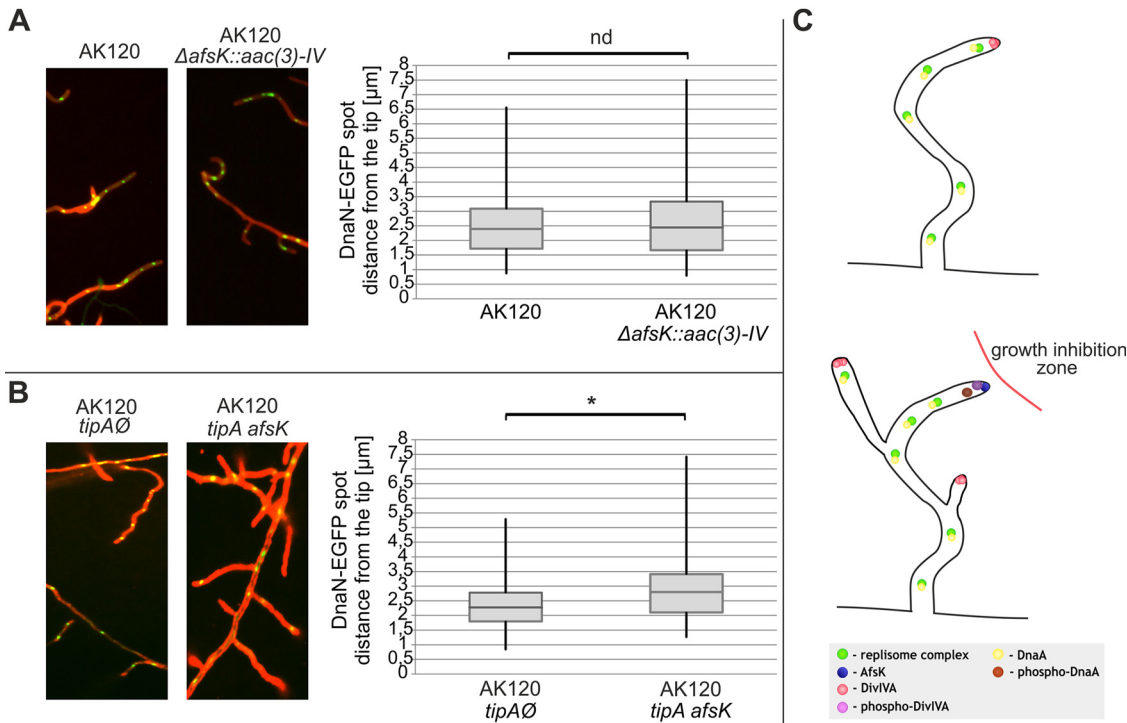 A
AK120
AK120
ΔafsK::aac(3)-IV
DnaN-EGFP spot
distance from the tip [µm]
nd
8
7,5
7
6,5
6
5,5
5
4,5
4
3,5
3
2,5
2
1,5
1
0,5
0
AK120
AK120
ΔafsK::aac(3)-IV
B
AK120
tipAØ
AK120
tipA afsK
DnaN-EGFP spot
distance from the tip [µm]
*
8
7,5
7
6,5
6
5,5
5
4,5
4
3,5
3
2,5
2
1,5
1
0,5
0
AK120
tipAØ
AK120
tipA afsK
C
growth inhibition
zone
- replisome complex
- AfsK
- DivIVA
- phospho-DivIVA
- DnaA
- phospho-DnaA